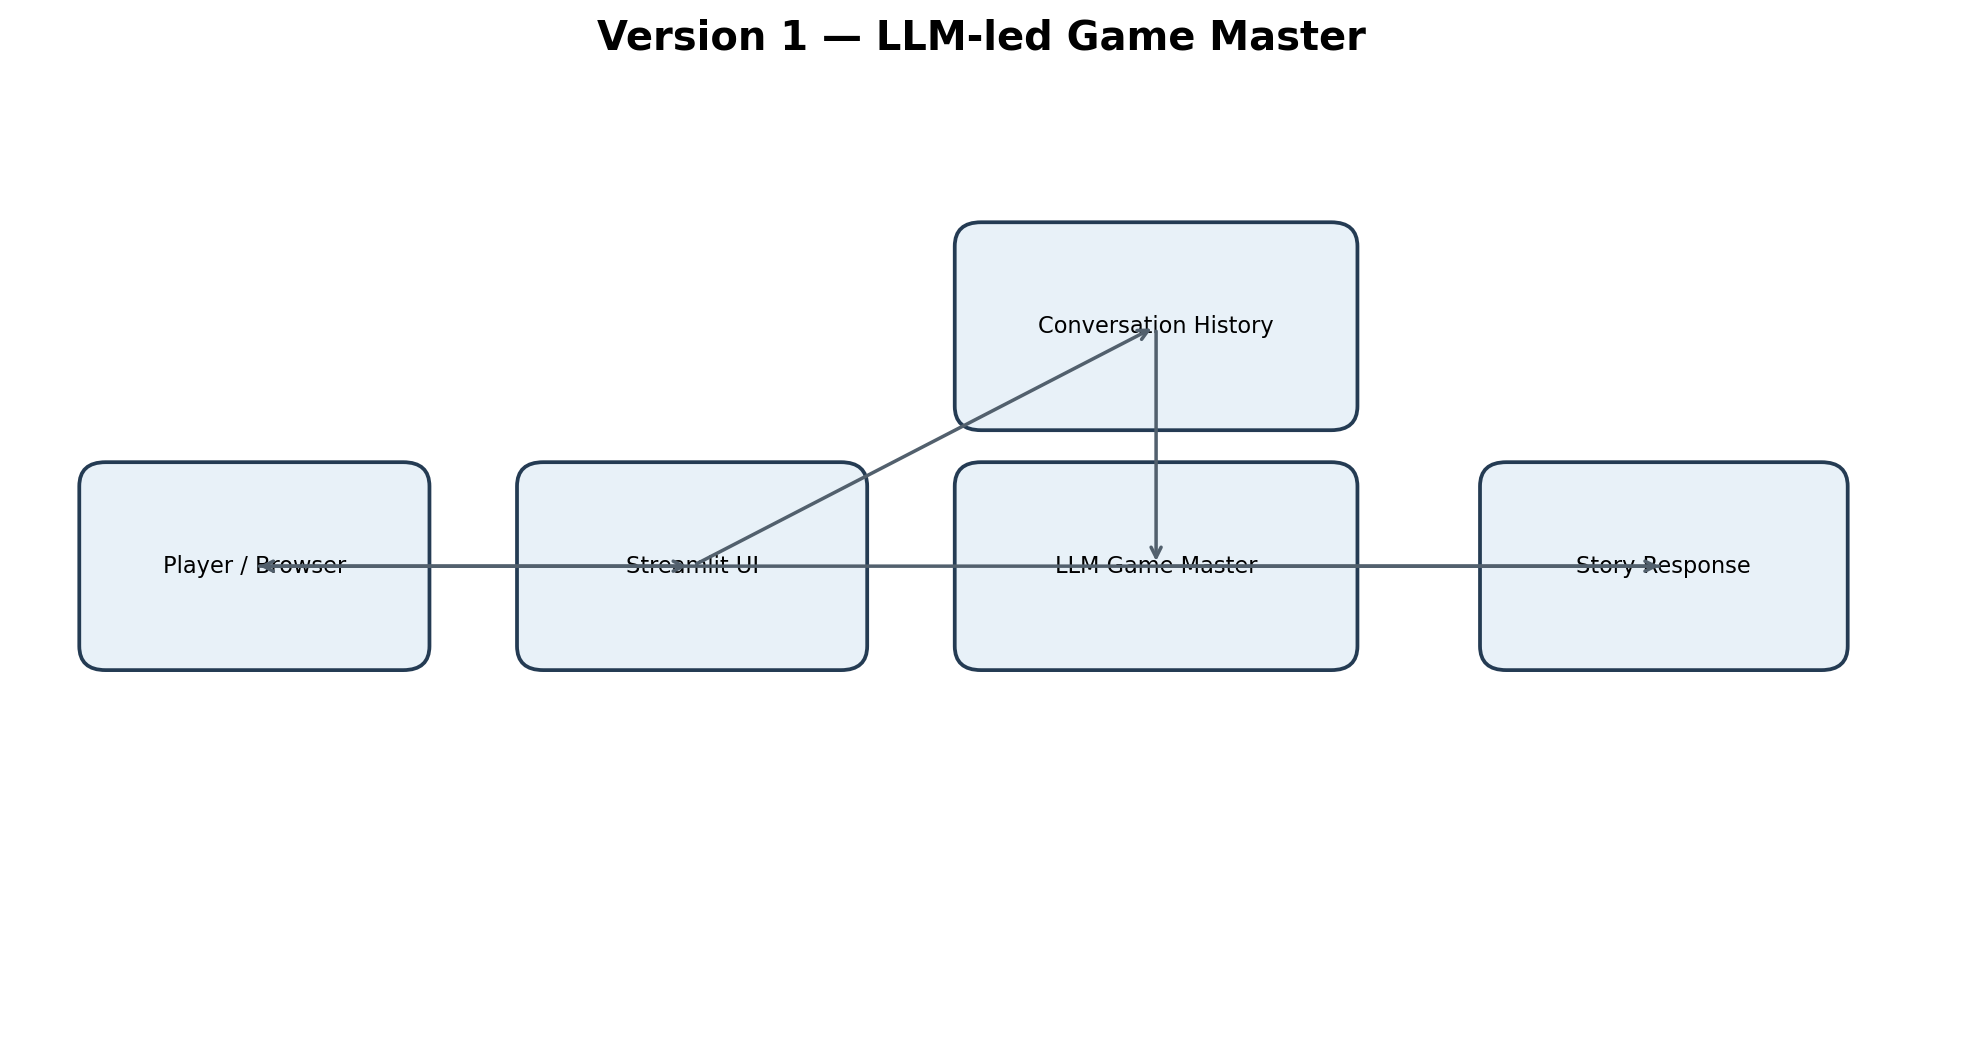 Version 1 — LLM-led Game Master
Conversation History
Player / Browser
Streamlit UI
LLM Game Master
Story Response